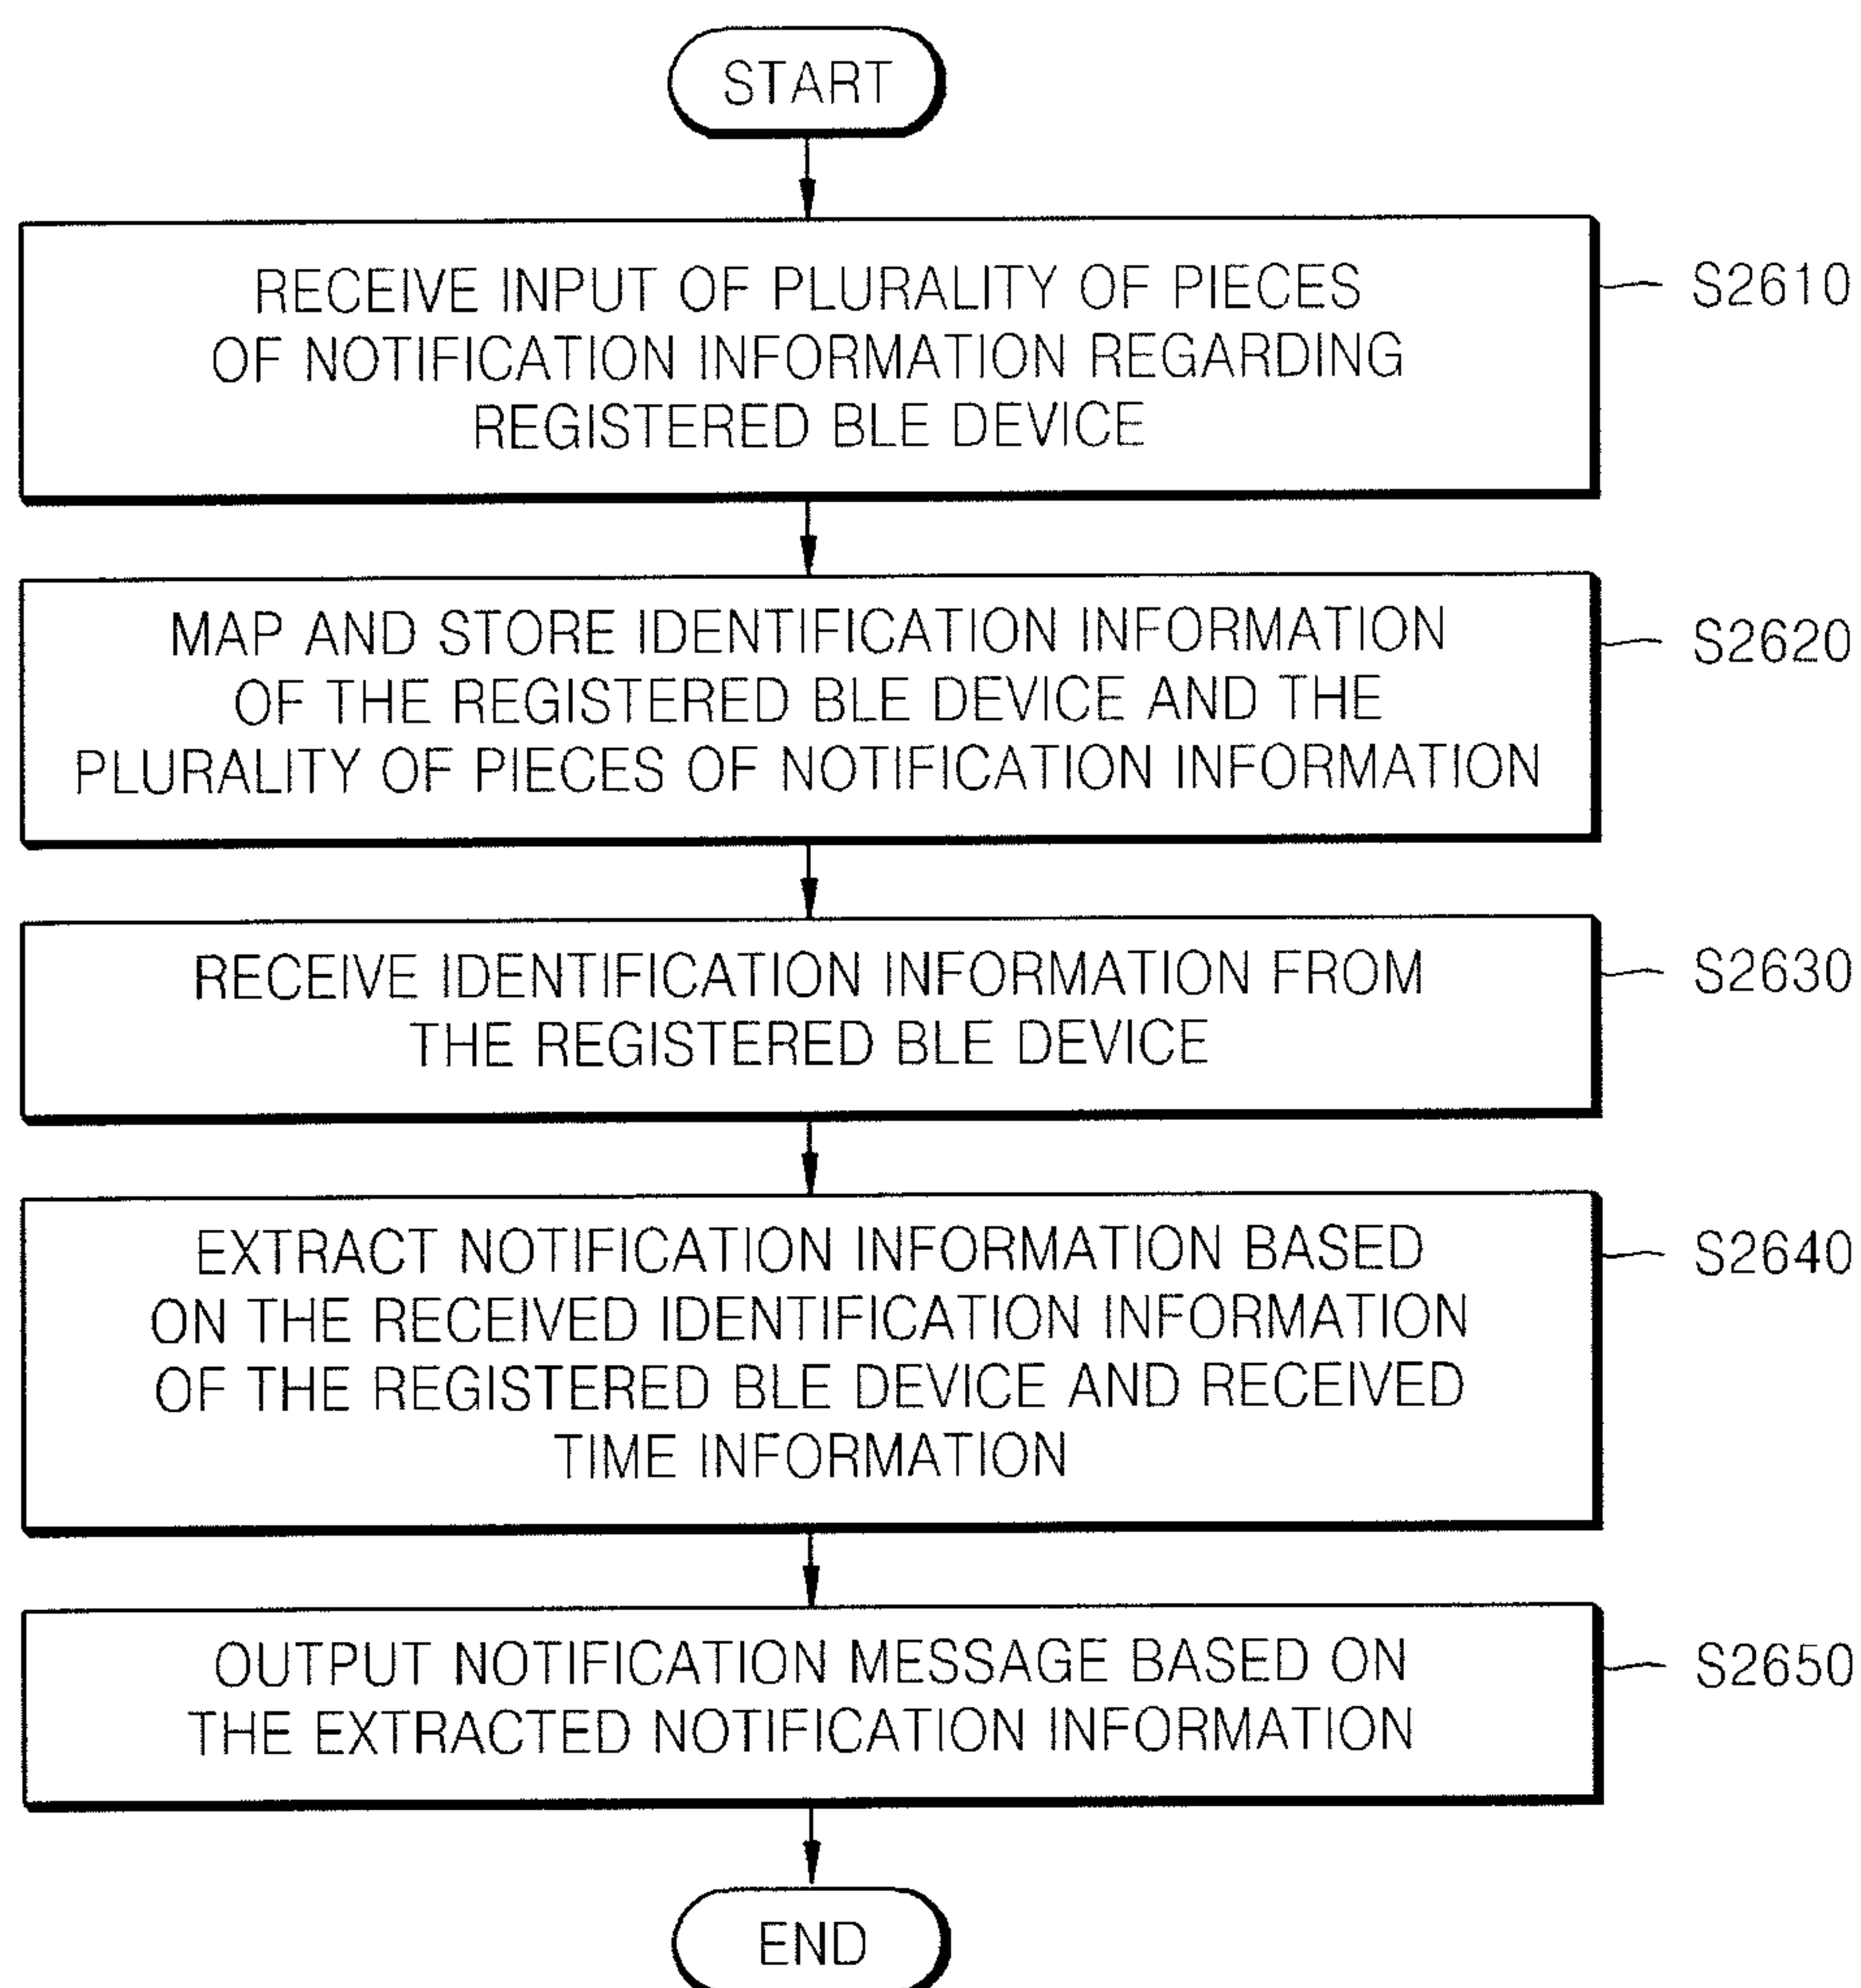 START
RECEIVE INPUT OF PLURALITY OF PIECES
OF NOTIFICATION INFORMATION REGARDING
REGISTERED BLE DEVICE
S2610
MAP AND STORE IDENTIFICATION INFORMATION
OF THE REGISTERED BLE DEVICE AND THE
PLURALITY OF PIECES OF NOTIFICATION INFORMATION
S2620
RECEIVE IDENTIFICATION INFORMATION FROM
THE REGISTERED BLE DEVICE
S2630
EXTRACT NOTIFICATION INFORMATION BASED
ON THE RECEIVED IDENTIFICATION INFORMATION
OF THE REGISTERED BLE DEVICE AND RECEIVED
TIME INFORMATION
S2640
OUTPUT NOTIFICATION MESSAGE BASED ON
THE EXTRACTED NOTIFICATION INFORMATION
S2650
END